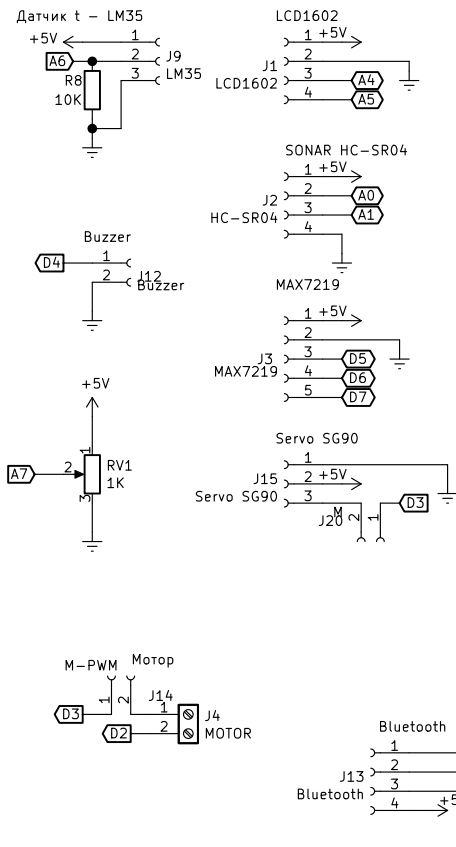 Датчик t – LM35
+5V
1
A6
2
J9
R8
3
LM35
10K
LCD1602
1 +5V
2
J1
3
A4
LCD1602
4
A5
SONAR HC-SR04
1 +5V
2
A0
J2
3
A1
HC-SR04
4
Buzzer
D4
1
2
J12
Buzzer
MAX7219
1 +5V
2
J3
3
D5
MAX7219
4
D6
5
D7
+5V
1
A7
2
RV1
1K
3
Servo SG90
1
J15
2 +5V
Servo SG90
3
D3
M
J20
2
1
M-PWM
Мотор
1
2
J14
D3
1
J4
D2
2
MOTOR
Bluetooth
1
2
J13
3
Bluetooth
4
+5